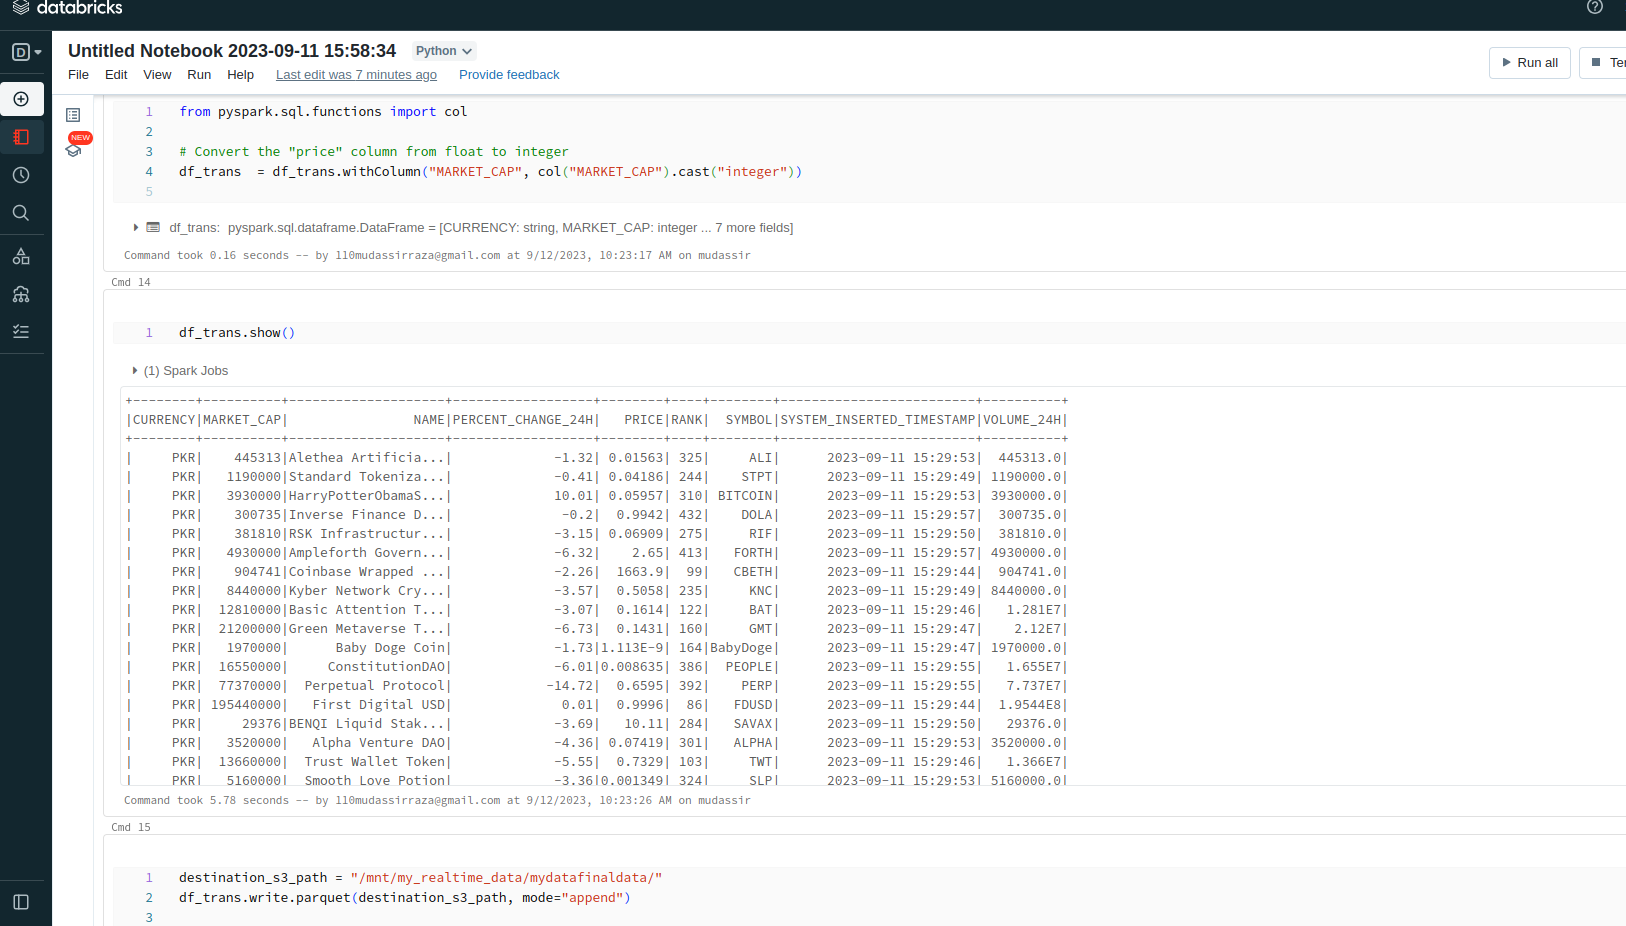 databricks
D
Untitled Notebook 2023-09-11 15:58:34 Python
File Edit View Run Help Last edit was 7 minutes ago Provide feedback
Run all
Ter
NEW
1 from pyspark.sql.functions import col
2
3 # Convert the "price" column from float to integer
4 df_trans  = df_trans.withColumn("MARKET_CAP", col("MARKET_CAP").cast("integer"))
5
df_trans: pyspark.sql.dataframe.DataFrame = [CURRENCY: string, MARKET_CAP: integer ... 7 more fields]
Command took 0.16 seconds -- by 110mudassirraza@gmail.com at 9/12/2023, 10:23:17 AM on mudassir
Cmd 14
1 df_trans.show()
(1) Spark Jobs
+--------+----------+--------------------+------------------+--------+----+--------+-------------------------+----------+
|CURRENCY|MARKET_CAP|                NAME|PERCENT_CHANGE_24H|   PRICE|RANK|  SYMBOL|SYSTEM_INSERTED_TIMESTAMP|VOLUME_24H|
+--------+----------+--------------------+------------------+--------+----+--------+-------------------------+----------+
|     PKR|    445313|Alethea Artificia...|             -1.32| 0.01563| 325|     ALI|      2023-09-11 15:29:53|  445313.0|
|     PKR|   1190000|Standard Tokeniza...|             -0.41| 0.04186| 244|    STPT|      2023-09-11 15:29:49| 1190000.0|
|     PKR|   3930000|HarryPotterObamaS...|             10.01| 0.05957| 310| BITCOIN|      2023-09-11 15:29:53| 3930000.0|
|     PKR|    300735|Inverse Finance D...|              -0.2|  0.9942| 432|    DOLA|      2023-09-11 15:29:57|  300735.0|
|     PKR|    381810|RSK Infrastructur...|             -3.15| 0.06909| 275|     RIF|      2023-09-11 15:29:50|  381810.0|
|     PKR|   4930000|Ampleforth Govern...|             -6.32|    2.65| 413|   FORTH|      2023-09-11 15:29:57| 4930000.0|
|     PKR|    904741|Coinbase Wrapped ...|             -2.26|  1663.9|  99|   CBETH|      2023-09-11 15:29:44|  904741.0|
|     PKR|   8440000|Kyber Network Cry...|             -3.57|  0.5058| 235|     KNC|      2023-09-11 15:29:49| 8440000.0|
|     PKR|  12810000|Basic Attention T...|             -3.07|  0.1614| 122|     BAT|      2023-09-11 15:29:46|   1.281E7|
|     PKR|  21200000|Green Metaverse T...|             -6.73|  0.1431| 160|     GMT|      2023-09-11 15:29:47|    2.12E7|
|     PKR|   1970000|      Baby Doge Coin|             -1.73|1.113E-9| 164|BabyDoge|      2023-09-11 15:29:47| 1970000.0|
|     PKR|  16550000|     ConstitutionDAO|             -6.01|0.008635| 386|  PEOPLE|      2023-09-11 15:29:55|   1.655E7|
|     PKR|  77370000|  Perpetual Protocol|            -14.72|  0.6595| 392|    PERP|      2023-09-11 15:29:55|   7.737E7|
|     PKR| 195440000|   First Digital USD|              0.01|  0.9996|  86|   FDUSD|      2023-09-11 15:29:44|  1.9544E8|
|     PKR|     29376|BENQI Liquid Stak...|             -3.69|   10.11| 284|   SAVAX|      2023-09-11 15:29:50|   29376.0|
|     PKR|   3520000|   Alpha Venture DAO|             -4.36| 0.07419| 301|   ALPHA|      2023-09-11 15:29:53| 3520000.0|
|     PKR|  13660000|  Trust Wallet Token|             -5.55|  0.7329| 103|     TWT|      2023-09-11 15:29:46|   1.366E7|
|     PKR|   5160000|  Smooth Love Potion|             -3.36|0.001349| 324|     SLP|      2023-09-11 15:29:53| 5160000.0|
Command took 5.78 seconds -- by 110mudassirraza@gmail.com at 9/12/2023, 10:23:26 AM on mudassir
Cmd 15
1 destination_s3_path = "/mnt/my_realtime_data/mydatafinaldata/"
2 df_trans.write.parquet(destination_s3_path, mode="append")
3